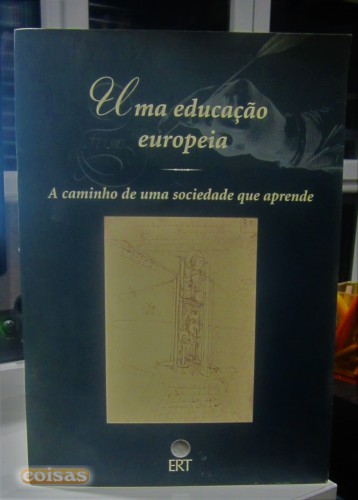 Uma educação
europeia
A caminho de uma sociedade que aprende
ERT
coisas